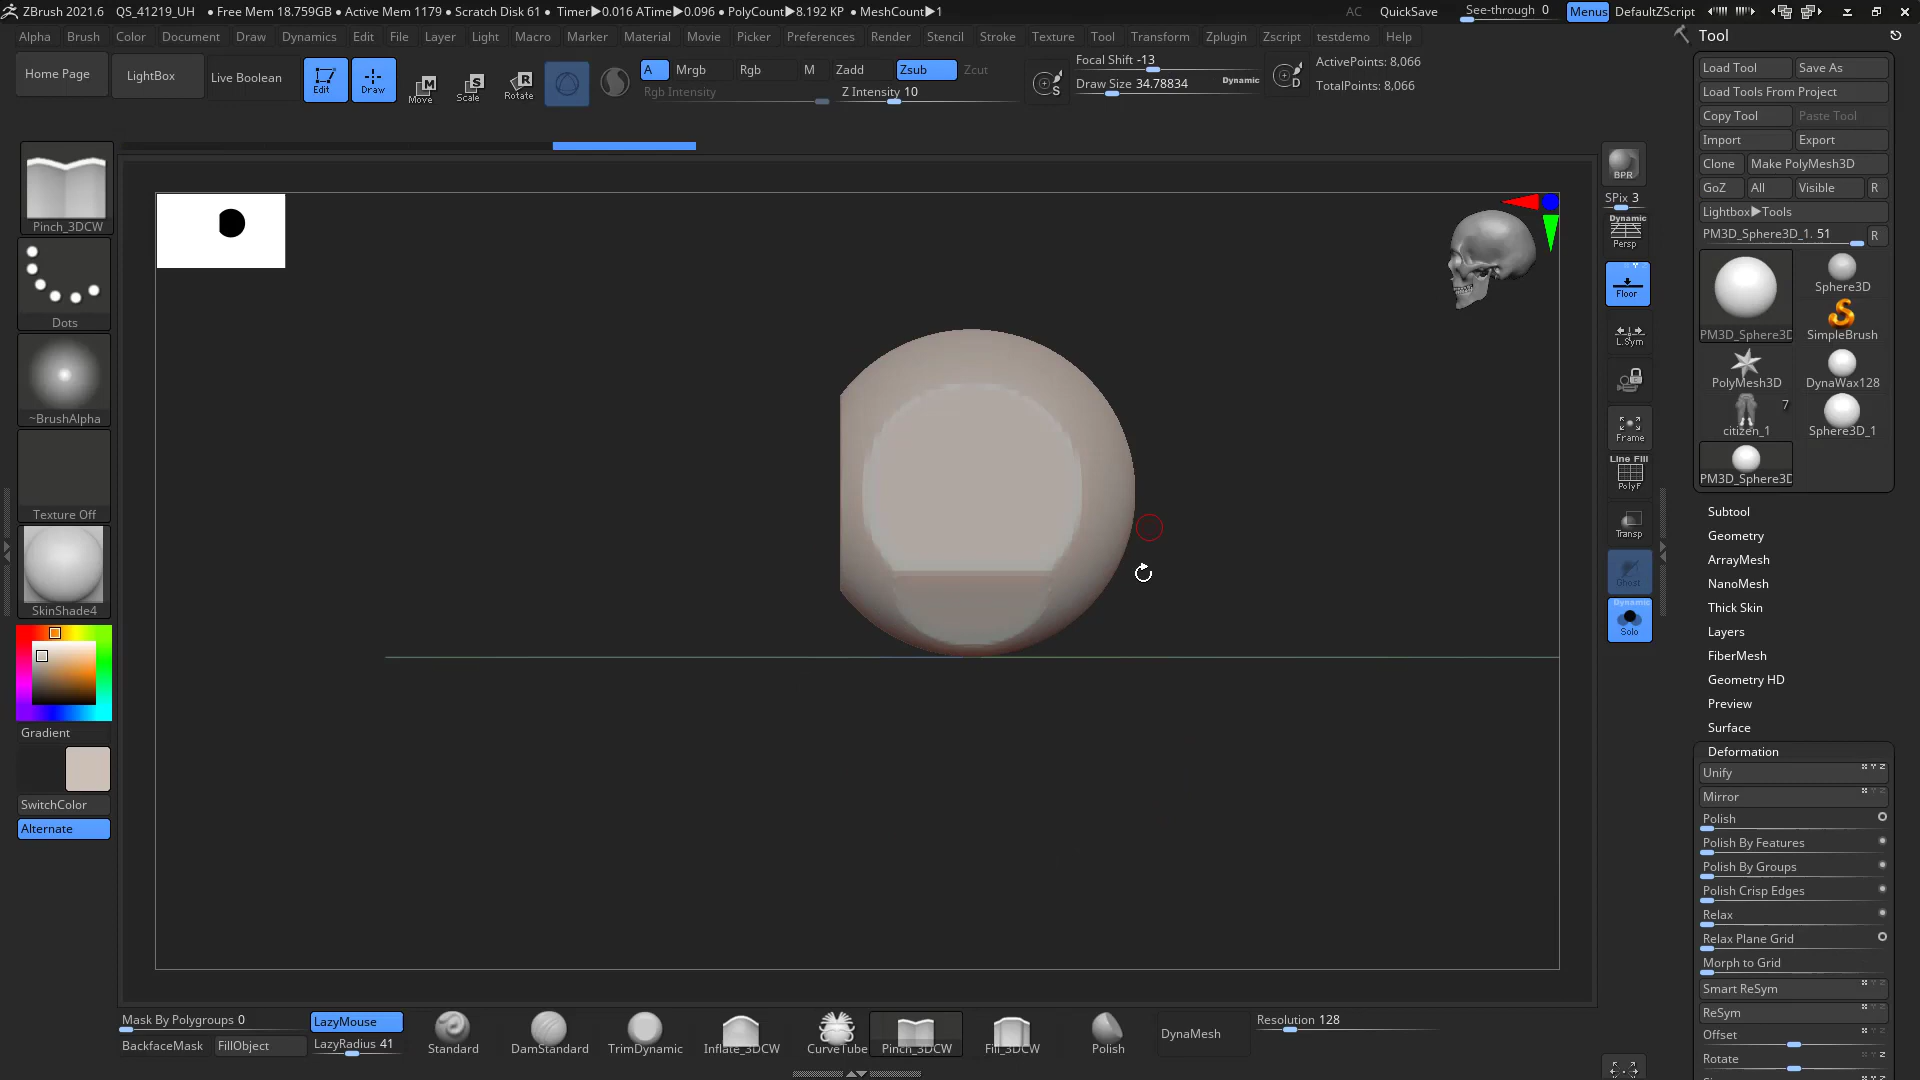 ZBrush 2021.6 QS_41219_UH ● Free Mem 18.759GB ● Active Mem 1179 ● Scratch Disk 61 ● Timer▶0.016 ATime▶0.096 ● PolyCount▶8.192 KP ● MeshCount▶1 AC QuickSave See-through 0 Menus DefaultZScript
Alpha Brush Color Document Draw Dynamics Edit File Layer Light Macro Marker Material Movie Picker Preferences Render Stencil Stroke Texture Tool Transform Zplugin Zscript testdemo Help
Home Page LightBox Live Boolean Edit Draw Move Scale Rotate
A Mrgb Rgb M Zadd Zsub Zcut
Rgb Intensity Z Intensity 10
S
Focal Shift -13
Draw Size 34.78834 Dynamic
D
ActivePoints: 8,066
TotalPoints: 8,066
Pinch_3DCW
Dots
~BrushAlpha
Texture Off
SkinShade4
Gradient
SwitchColor
Alternate
BPR
SPix 3
Dynamic
Persp
Floor
L.Sym
Frame
Line Fill
PolyF
Transp
Ghost
Dynamic
Solo
Tool
Load Tool Save As
Load Tools From Project
Copy Tool Paste Tool
Import Export
Clone Make PolyMesh3D
GoZ All Visible R
Lightbox▶Tools
PM3D_Sphere3D_1. 51 R
PM3D_Sphere3D Sphere3D
SimpleBrush
PolyMesh3D DynaWax128
7
citizen_1 Sphere3D_1
PM3D_Sphere3D
Subtool
Geometry
ArrayMesh
NanoMesh
Thick Skin
Layers
FiberMesh
Geometry HD
Preview
Surface
Deformation
Unify
Mirror
Polish
Polish By Features
Polish By Groups
Polish Crisp Edges
Relax
Relax Plane Grid
Morph to Grid
Smart ReSym
ReSym
Offset
Rotate
Mask By Polygroups 0
BackfaceMask FillObject
LazyMouse
LazyRadius 41
Standard DamStandard TrimDynamic Inflate_3DCW CurveTube Pinch_3DCW Fill_3DCW Polish
DynaMesh
Resolution 128